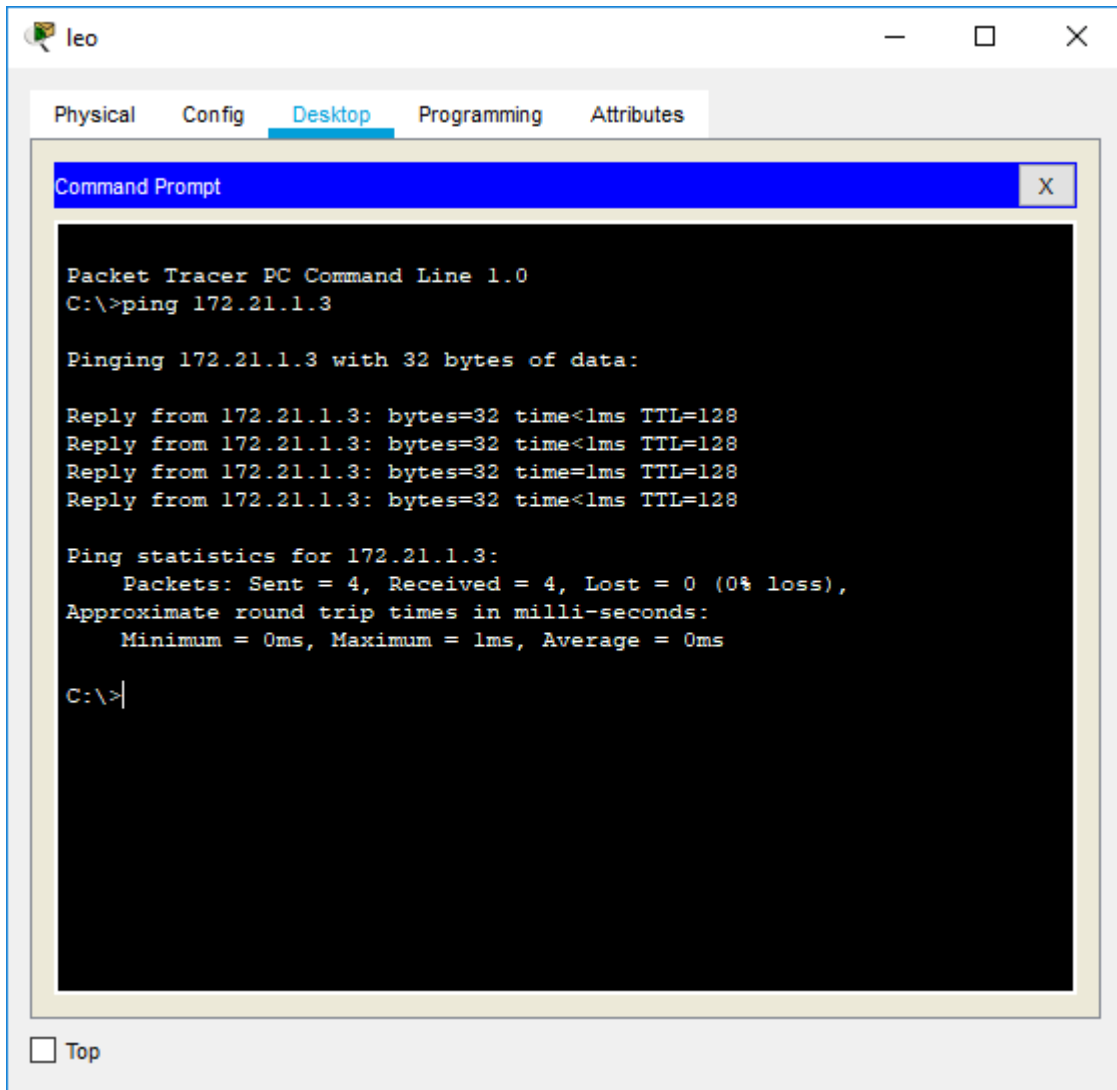 leo
Physical Config Desktop Programming Attributes
Command Prompt
X
Packet Tracer PC Command Line 1.0
C:\>ping 172.21.1.3
Pinging 172.21.1.3 with 32 bytes of data:
Reply from 172.21.1.3: bytes=32 time<1ms TTL=128
Reply from 172.21.1.3: bytes=32 time<1ms TTL=128
Reply from 172.21.1.3: bytes=32 time=1ms TTL=128
Reply from 172.21.1.3: bytes=32 time<1ms TTL=128
Ping statistics for 172.21.1.3:
    Packets: Sent = 4, Received = 4, Lost = 0 (0% loss),
Approximate round trip times in milli-seconds:
    Minimum = 0ms, Maximum = 1ms, Average = 0ms
C:\>
Top